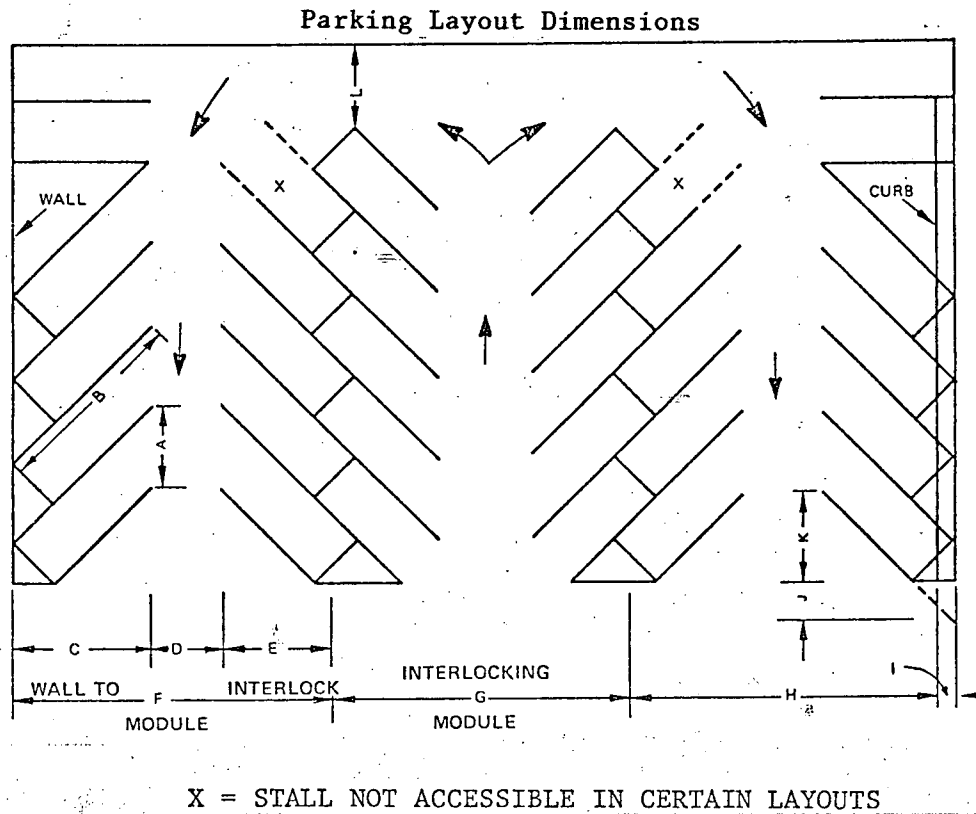 Parking Layout Dimensions
L
X
X
WALL
CURB
B
A
K
J
C
D
E
I
WALL TO
F
INTERLOCK
MODULE
INTERLOCKING
G
MODULE
H
a
X = STALL NOT ACCESSIBLE IN CERTAIN LAYOUTS